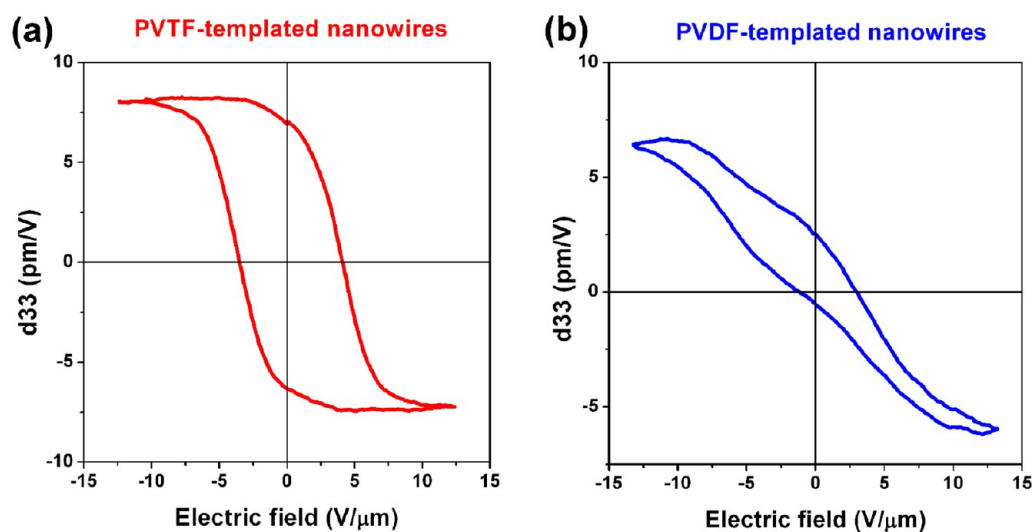 (a)
PVTF-templated nanowires
10
5
0
-5
-10
d33 (pm/V)
-15 -10 -5 0 5 10 15
Electric field (V/μm)
(b)
PVDF-templated nanowires
10
5
0
-5
d33 (pm/V)
-15 -10 -5 0 5 10 15
Electric field (V/μm)